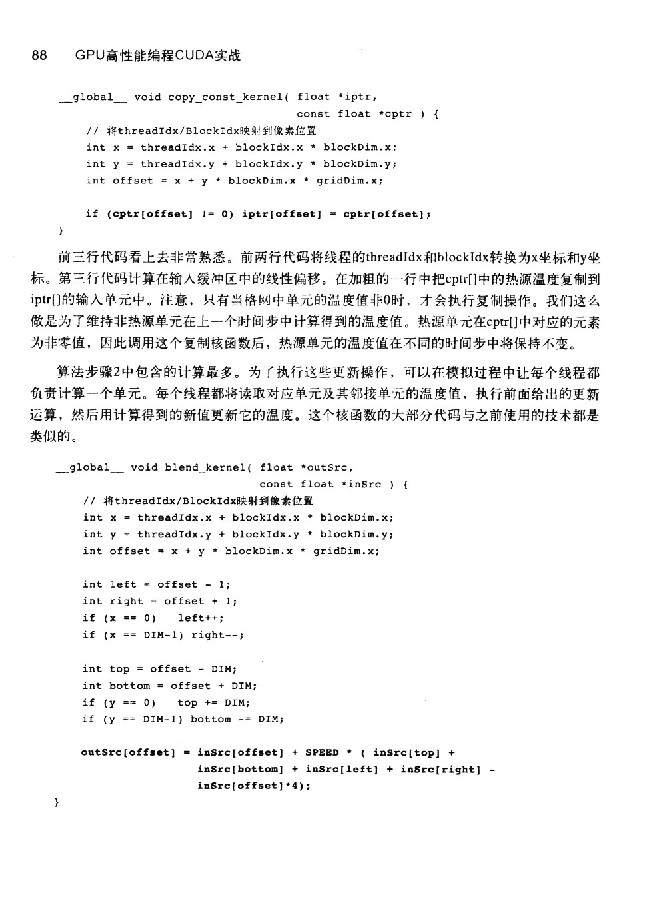 88 GPU高性能编程CUDA实战
__global__ void copy_const_kernel( float *iptr,
const float *cptr ) {
// 将threadIdx/BlockIdx映射到像素位置
int x = threadIdx.x + blockIdx.x * blockDim.x;
int y = threadIdx.y + blockIdx.y * blockDim.y;
int offset = x + y * blockDim.x * gridDim.x;
if (cptr[offset] != 0) iptr[offset] = cptr[offset];
}
前三行代码看上去非常熟悉。前两行代码将线程的threadIdx和blockIdx转换为x坐标和y坐
标。第三行代码计算在输入缓冲区中的线性偏移。在加粗的一行中把cptr[]中的热源温度复制到
iptr[]的输入单元中。注意，只有当格网中单元的温度值非0时，才会执行复制操作。我们这么
做是为了维持非热源单元在上一个时间步中计算得到的温度值。热源单元在cptr[]中对应的元素
为非零值，因此调用这个复制核函数后，热源单元的温度值在不同的时间步中将保持不变。
算法步骤2中包含的计算最多。为了执行这些更新操作，可以在模拟过程中让每个线程都
负责计算一个单元。每个线程都将读取对应单元及其邻接单元的温度值，执行前面给出的更新
运算，然后用计算得到的新值更新它的温度。这个核函数的大部分代码与之前使用的技术都是
类似的。
__global__ void blend_kernel( float *outSrc,
const float *inSrc ) {
// 将threadIdx/BlockIdx映射到像素位置
int x = threadIdx.x + blockIdx.x * blockDim.x;
int y = threadIdx.y + blockIdx.y * blockDim.y;
int offset = x + y * blockDim.x * gridDim.x;
int left = offset - 1;
int right = offset + 1;
if (x == 0) left++;
if (x == DIM-1) right--;
int top = offset - DIM;
int bottom = offset + DIM;
if (y == 0) top += DIM;
if (y == DIM-1) bottom -= DIM;
outSrc[offset] = inSrc[offset] + SPEED * ( inSrc[top] +
inSrc[bottom] + inSrc[left] + inSrc[right] -
inSrc[offset]*4);
}